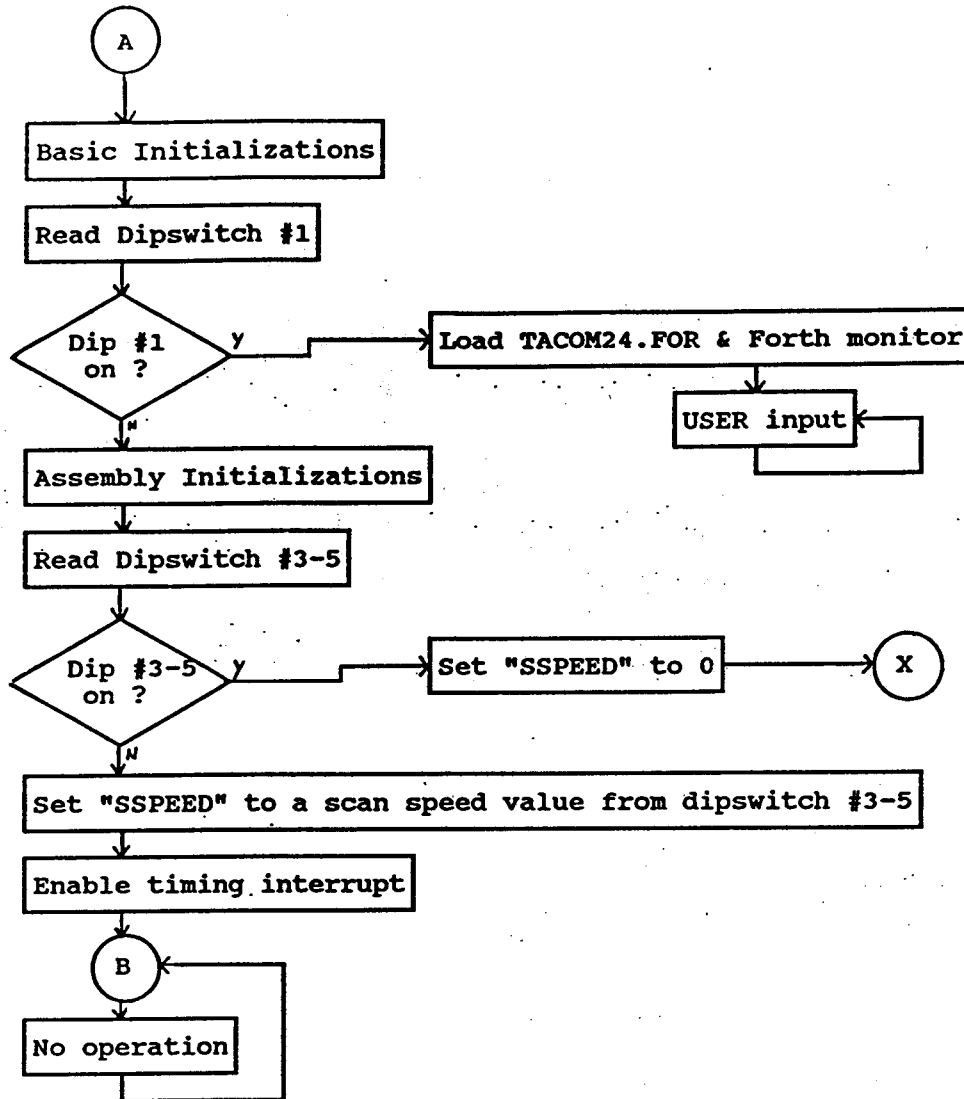 A
Basic Initializations
Read Dipswitch #1
Dip #1
on ?
Y
N
Load TACOM24.FOR & Forth monitor
USER input
Assembly Initializations
Read Dipswitch #3-5
Dip #3-5
on ?
Y
N
Set "SSPEED" to 0
X
Set "SSPEED" to a scan speed value from dipswitch #3-5
Enable timing interrupt
B
No operation